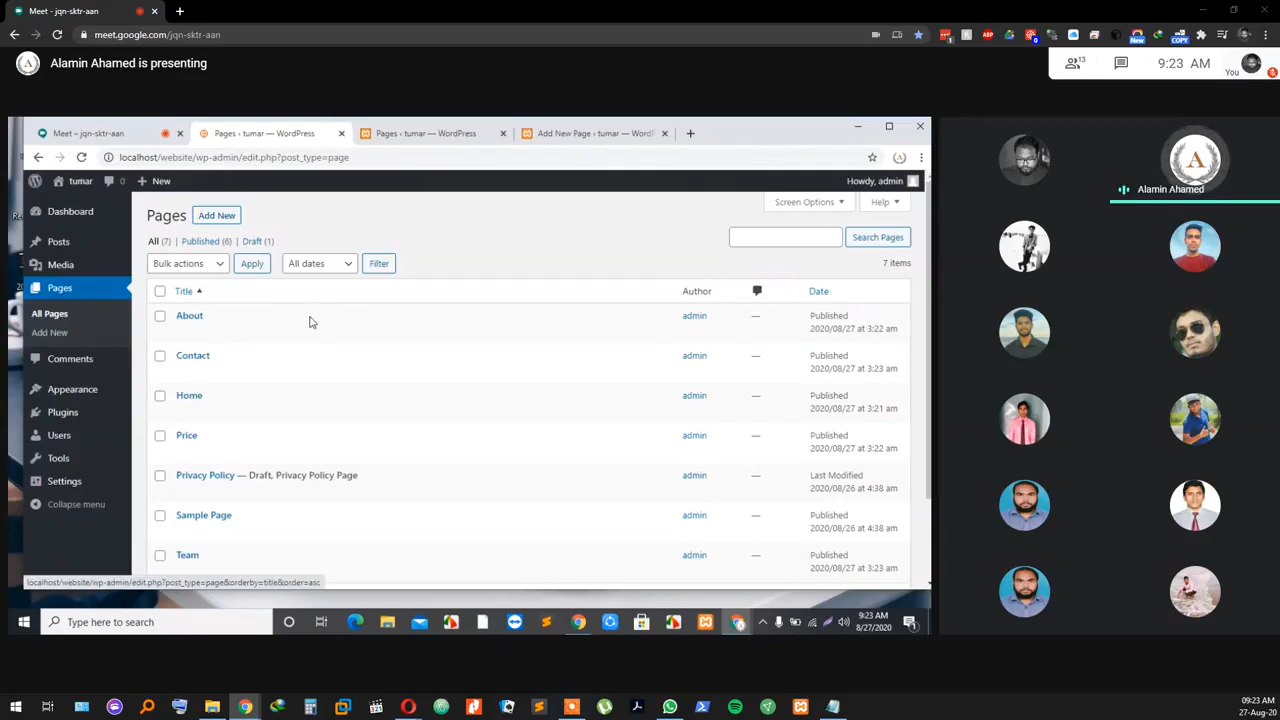 Meet - jqn-sktr-aan
meet.google.com/jqn-sktr-aan
New
COPY
Alamin Ahamed is presenting
13
9:23 AM
You
Meet – jqn-sktr-aan
Pages ‹ tumar — WordPress
Pages ‹ tumar — WordPress
Add New Page ‹ tumar — WordP
localhost/website/wp-admin/edit.php?post_type=page
tumar
0
New
Howdy, admin
Dashboard
Posts
Media
Pages
All Pages
Add New
Comments
Appearance
Plugins
Users
Tools
Settings
Collapse menu
Pages
Add New
Screen Options
Help
All (7) | Published (6) | Draft (1)
Search Pages
Bulk actions
Apply
All dates
Filter
7 items
Title
Author
Date
About
admin
—
Published
2020/08/27 at 3:22 am
Contact
admin
—
Published
2020/08/27 at 3:23 am
Home
admin
—
Published
2020/08/27 at 3:21 am
Price
admin
—
Published
2020/08/27 at 3:22 am
Privacy Policy — Draft, Privacy Policy Page
admin
—
Last Modified
2020/08/26 at 4:38 am
Sample Page
admin
—
Published
2020/08/26 at 4:38 am
Team
admin
—
Published
2020/08/27 at 3:23 am
localhost/website/wp-admin/edit.php?post_type=page&orderby=title&order=asc
Type here to search
9:23 AM
8/27/2020
A
Alamin Ahamed
09:23 AM
27-Aug-20